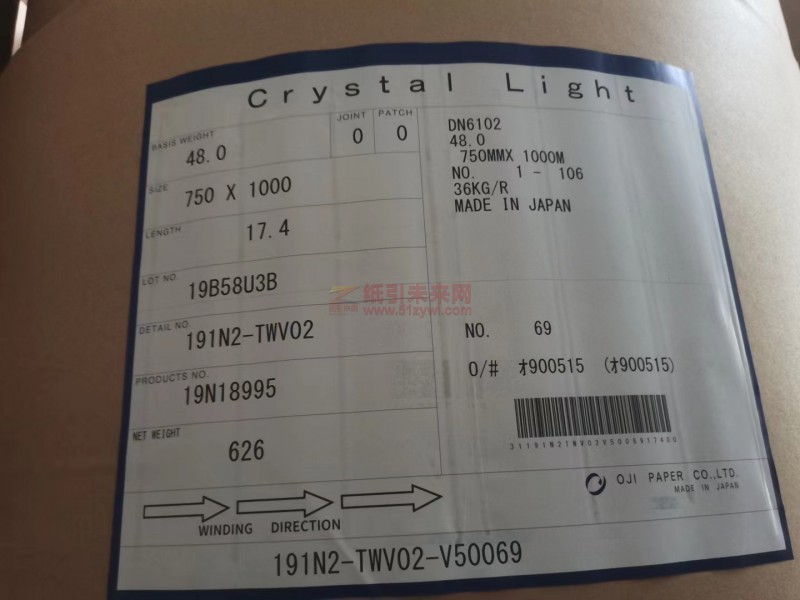 Crystal Light
BASIS WEIGHT
48.0
JOINT
0
PATCH
0
SIZE
750 X 1000
LENGTH
17.4
LOT NO.
19B58U3B
DETAIL NO.
191N2-TWV02
PRODUCTS NO.
19N18995
NET WEIGHT
626
DN6102
48.0
750MMX 1000M
NO. 1 - 106
36KG/R
MADE IN JAPAN
纸引未来网
www.51zywl.com
NO. 69
O/# ｵ900515 (ｵ900515)
OJI PAPER CO.,LTD.
MADE IN JAPAN
WINDING DIRECTION
191N2-TWV02-V50069